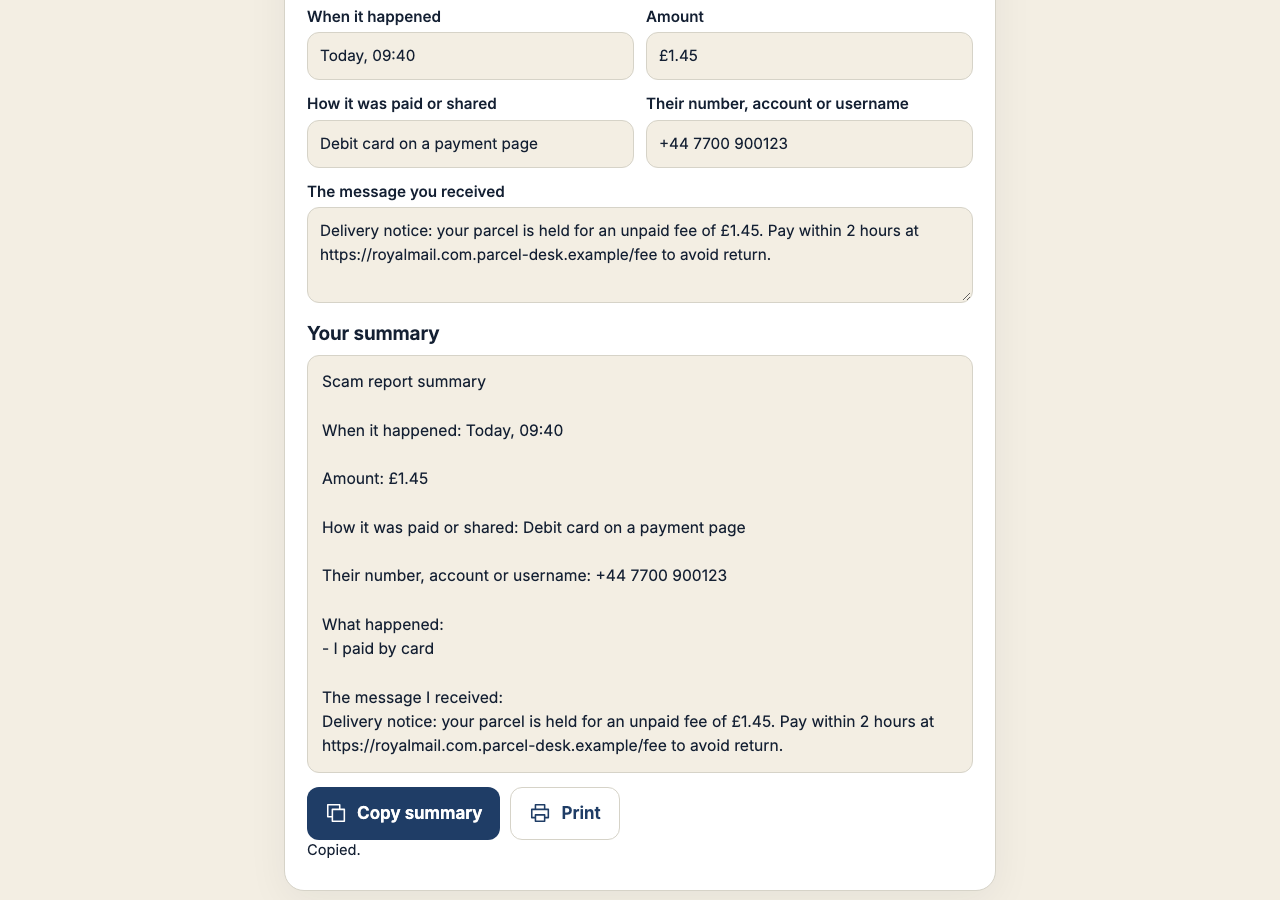 When it happened
Amount
Today, 09:40
£1.45
How it was paid or shared
Their number, account or username
Debit card on a payment page
+44 7700 900123
The message you received
Delivery notice: your parcel is held for an unpaid fee of £1.45. Pay within 2 hours at
https://royalmail.com.parcel-desk.example/fee to avoid return.
Your summary
Scam report summary
When it happened: Today, 09:40
Amount: £1.45
How it was paid or shared: Debit card on a payment page
Their number, account or username: +44 7700 900123
What happened:
- I paid by card
The message I received:
Delivery notice: your parcel is held for an unpaid fee of £1.45. Pay within 2 hours at
https://royalmail.com.parcel-desk.example/fee to avoid return.
Copy summary
Print
Copied.